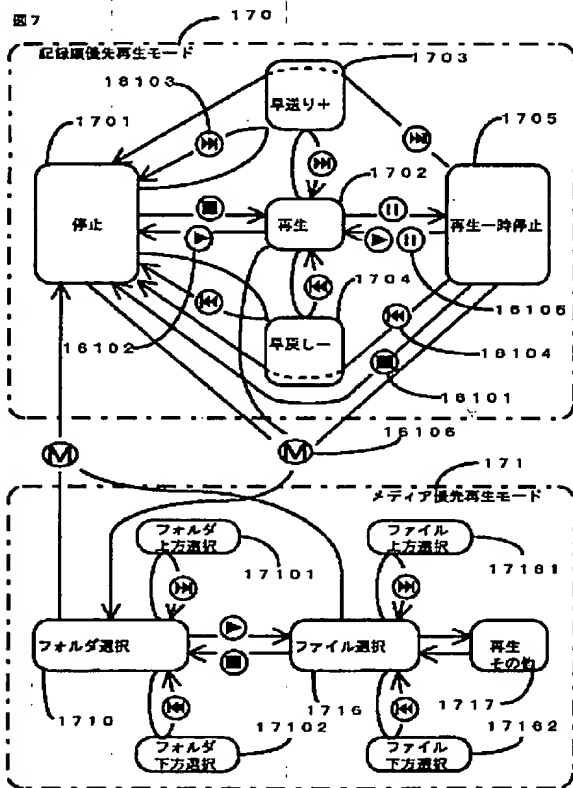 図7
170
記録順優先再生モード
18103
1703
早送り+
1701
1705
1702
停止
再生
再生一時停止
1704
早戻し−
16102
16105
18104
16101
16106
M
M
171
メディア優先再生モード
フォルダ
上方選択
ファイル
上方選択
17101
17161
フォルダ選択
ファイル選択
再生
その他
1710
1716
1717
17102
17162
フォルダ
下方選択
ファイル
下方選択